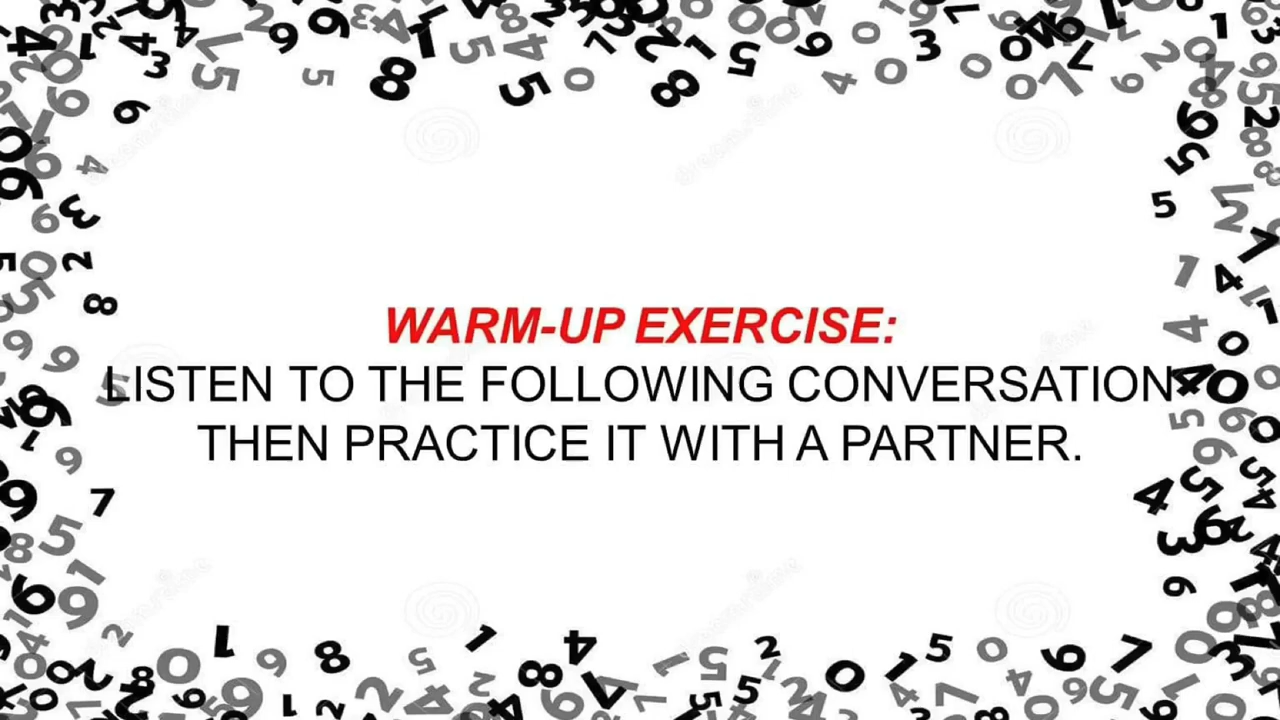 WARM-UP EXERCISE:
LISTEN TO THE FOLLOWING CONVERSATION
THEN PRACTICE IT WITH A PARTNER.